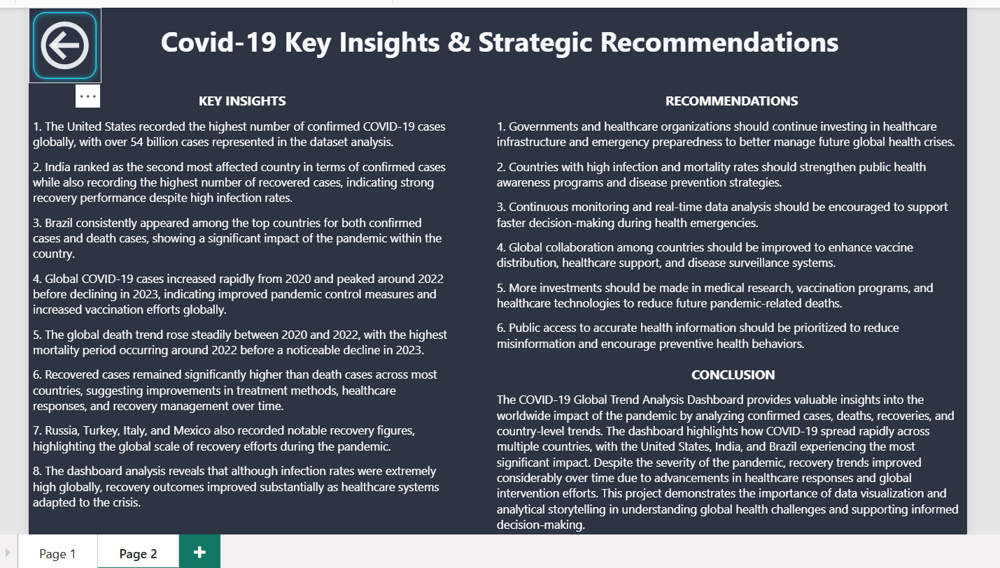 Covid-19 Key Insights & Strategic Recommendations
KEY INSIGHTS
1. The United States recorded the highest number of confirmed COVID-19 cases
globally, with over 54 billion cases represented in the dataset analysis.
2. India ranked as the second most affected country in terms of confirmed cases
while also recording the highest number of recovered cases, indicating strong
recovery performance despite high infection rates.
3. Brazil consistently appeared among the top countries for both confirmed
cases and death cases, showing a significant impact of the pandemic within the
country.
4. Global COVID-19 cases increased rapidly from 2020 and peaked around 2022
before declining in 2023, indicating improved pandemic control measures and
increased vaccination efforts globally.
5. The global death trend rose steadily between 2020 and 2022, with the highest
mortality period occurring around 2022 before a noticeable decline in 2023.
6. Recovered cases remained significantly higher than death cases across most
countries, suggesting improvements in treatment methods, healthcare
responses, and recovery management over time.
7. Russia, Turkey, Italy, and Mexico also recorded notable recovery figures,
highlighting the global scale of recovery efforts during the pandemic.
8. The dashboard analysis reveals that although infection rates were extremely
high globally, recovery outcomes improved substantially as healthcare systems
adapted to the crisis.
RECOMMENDATIONS
1. Governments and healthcare organizations should continue investing in healthcare
infrastructure and emergency preparedness to better manage future global health crises.
2. Countries with high infection and mortality rates should strengthen public health
awareness programs and disease prevention strategies.
3. Continuous monitoring and real-time data analysis should be encouraged to support
faster decision-making during health emergencies.
4. Global collaboration among countries should be improved to enhance vaccine
distribution, healthcare support, and disease surveillance systems.
5. More investments should be made in medical research, vaccination programs, and
healthcare technologies to reduce future pandemic-related deaths.
6. Public access to accurate health information should be prioritized to reduce
misinformation and encourage preventive health behaviors.
CONCLUSION
The COVID-19 Global Trend Analysis Dashboard provides valuable insights into the
worldwide impact of the pandemic by analyzing confirmed cases, deaths, recoveries, and
country-level trends. The dashboard highlights how COVID-19 spread rapidly across
multiple countries, with the United States, India, and Brazil experiencing the most
significant impact. Despite the severity of the pandemic, recovery trends improved
considerably over time due to advancements in healthcare responses and global
intervention efforts. This project demonstrates the importance of data visualization and
analytical storytelling in understanding global health challenges and supporting informed
decision-making.
Page 1
Page 2